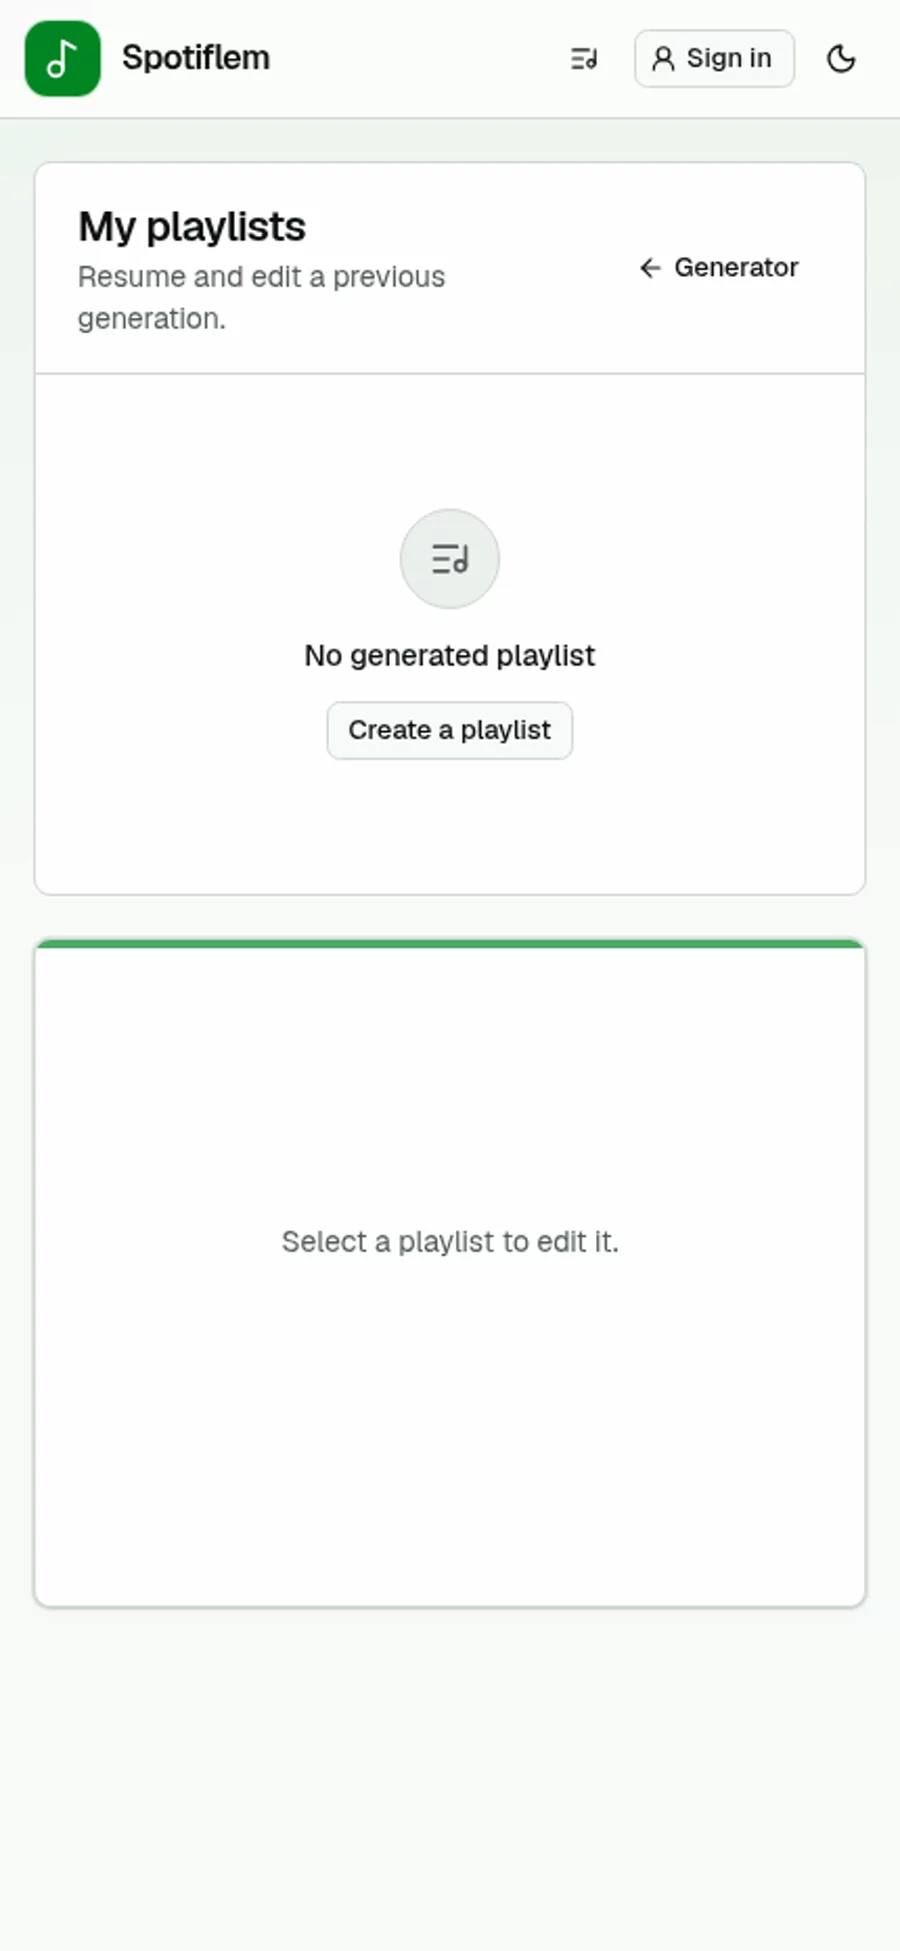 Spotiflem
Sign in
My playlists
Resume and edit a previous
generation.
Generator
No generated playlist
Create a playlist
Select a playlist to edit it.